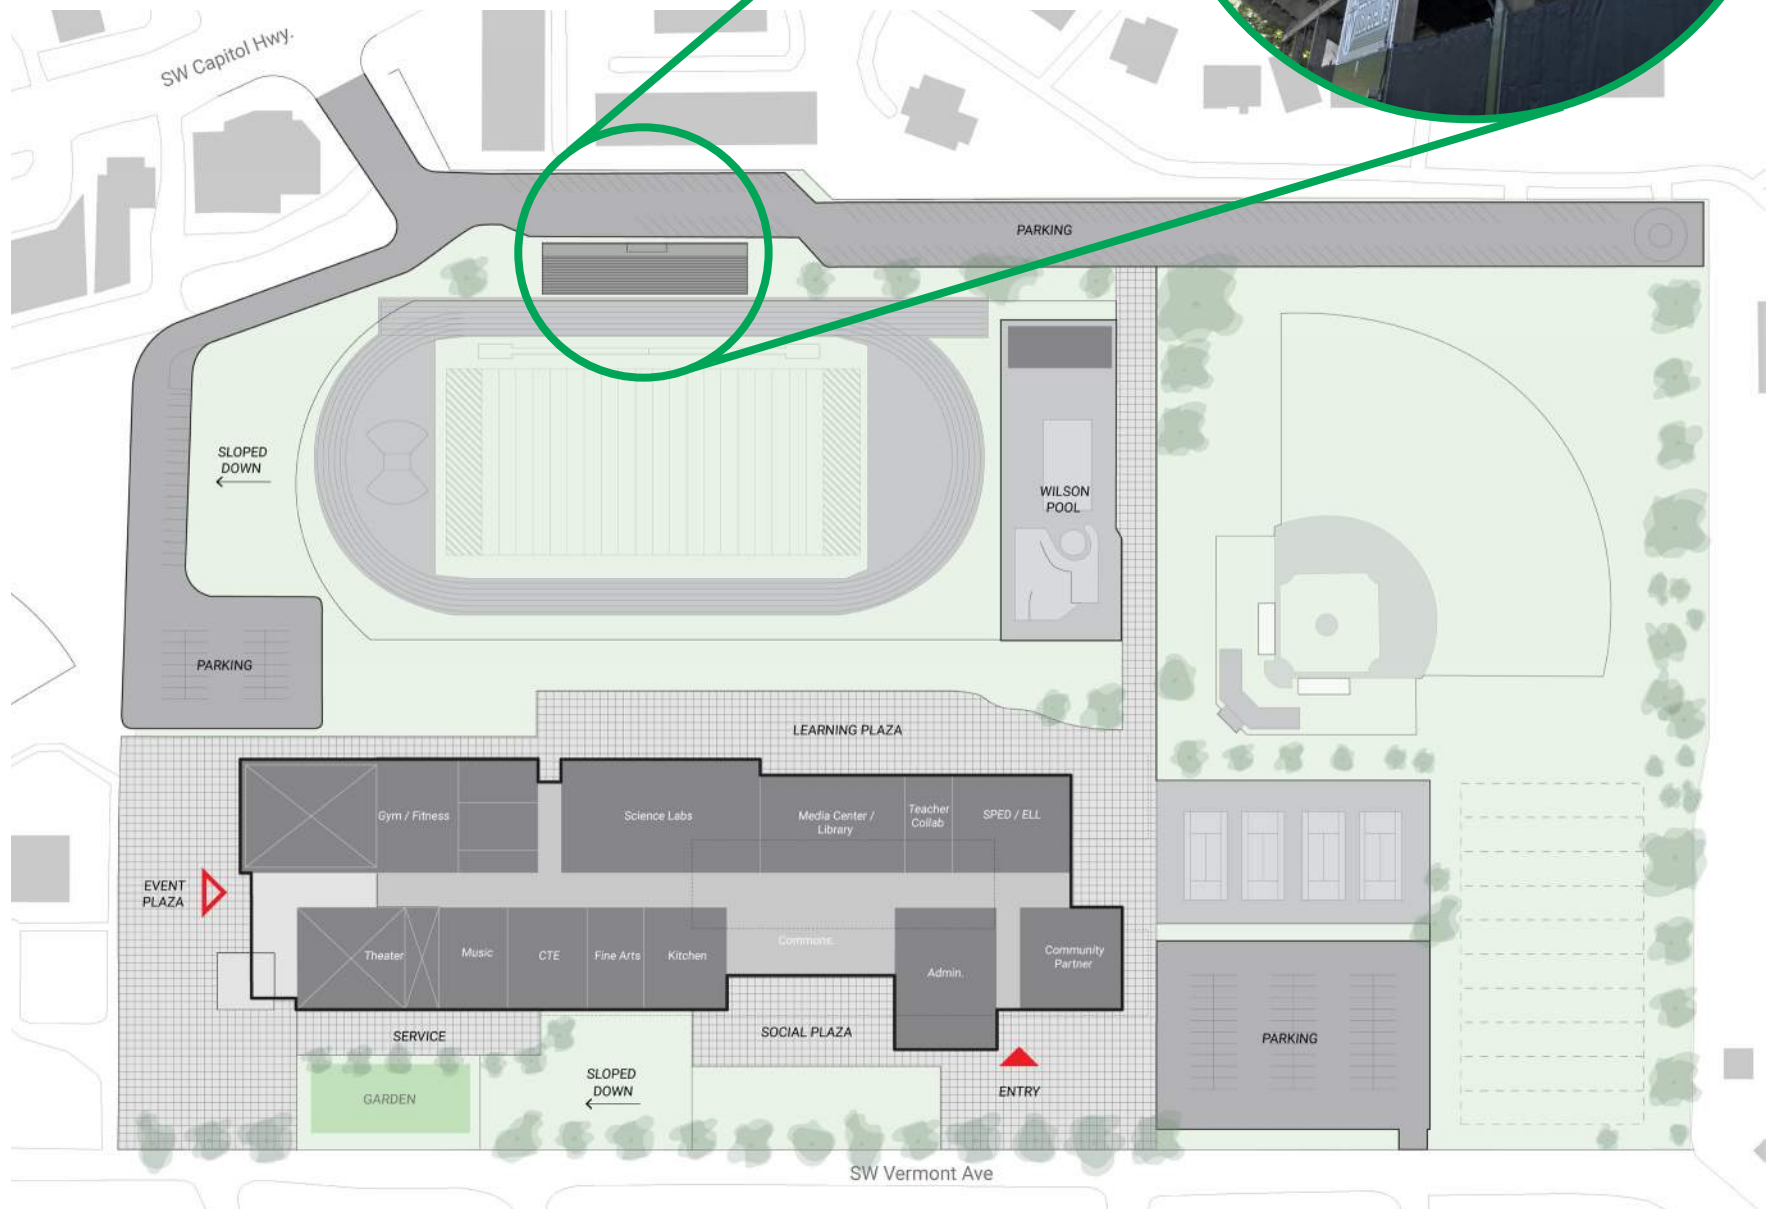 SW Capitol Hwy.
PARKING
SLOPED
DOWN
WILSON
POOL
PARKING
LEARNING PLAZA
Gym / Fitness
Science Labs
Media Center /
Library
Teacher
Collab
SPED / ELL
EVENT
PLAZA
Theater
Music
CTE
Fine Arts
Kitchen
Commons.
Admin.
Community
Partner
SERVICE
SOCIAL PLAZA
PARKING
SLOPED
DOWN
GARDEN
ENTRY
SW Vermont Ave